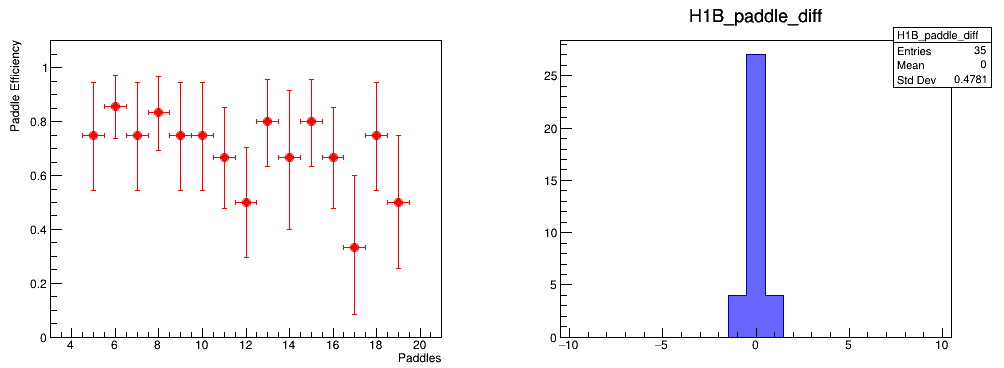 H1B_paddle_diff
Paddle Efficiency
1
0.8
0.6
0.4
0.2
0
4 6 8 10 12 14 16 18 20
Paddles
H1B_paddle_diff
Entries 35
Mean 0
Std Dev 0.4781
25
20
15
10
5
0
−10 −5 0 5 10